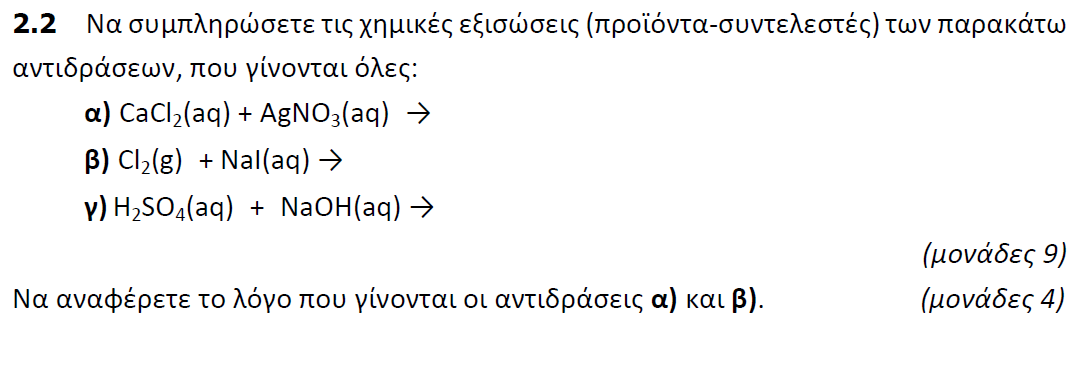 2.2 Να συμπληρώσετε τις χημικές εξισώσεις (προϊόντα-συντελεστές) των παρακάτω
αντιδράσεων, που γίνονται όλες:
α) CaCl₂(aq) + AgNO₃(aq) →
β) Cl₂(g) + NaI(aq) →
γ) H₂SO₄(aq) + NaOH(aq) →
(μονάδες 9)
Να αναφέρετε το λόγο που γίνονται οι αντιδράσεις α) και β). (μονάδες 4)